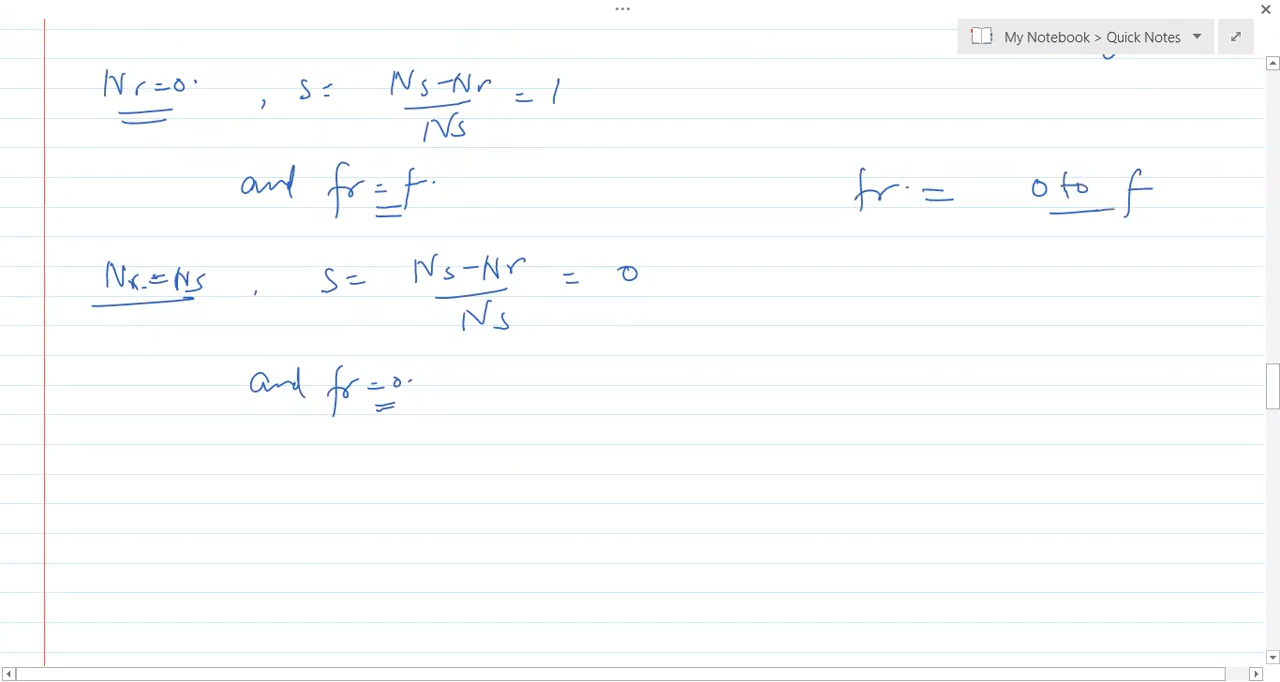 ...
My Notebook > Quick Notes
Nr=0. , s= Ns-Nr/Ns = 1
and fr = f.
fr. = 0 to f
Nr.=Ns , s= Ns-Nr/Ns = 0
and fr =0.